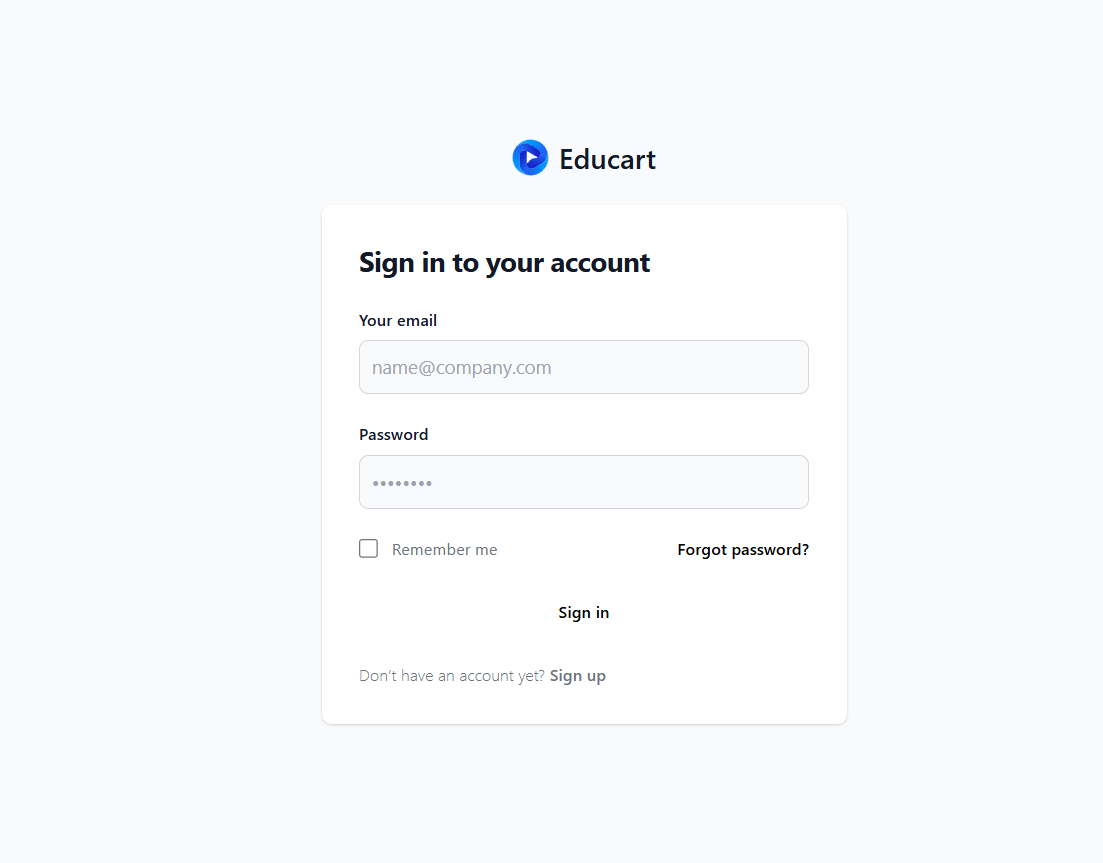 Educart
Sign in to your account
Your email
name@company.com
Password
••••••••
Remember me Forgot password?
Sign in
Don't have an account yet? Sign up